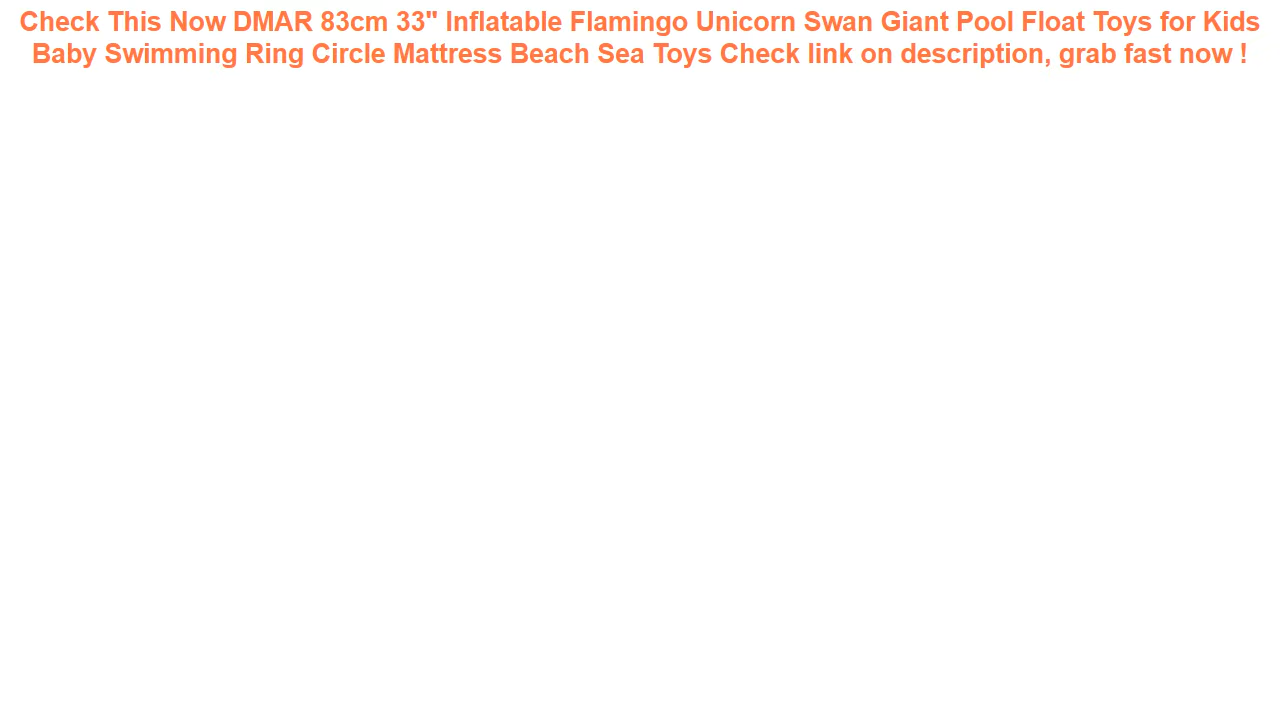 Check This Now DMAR 83cm 33" Inflatable Flamingo Unicorn Swan Giant Pool Float Toys for Kids
Baby Swimming Ring Circle Mattress Beach Sea Toys Check link on description, grab fast now !